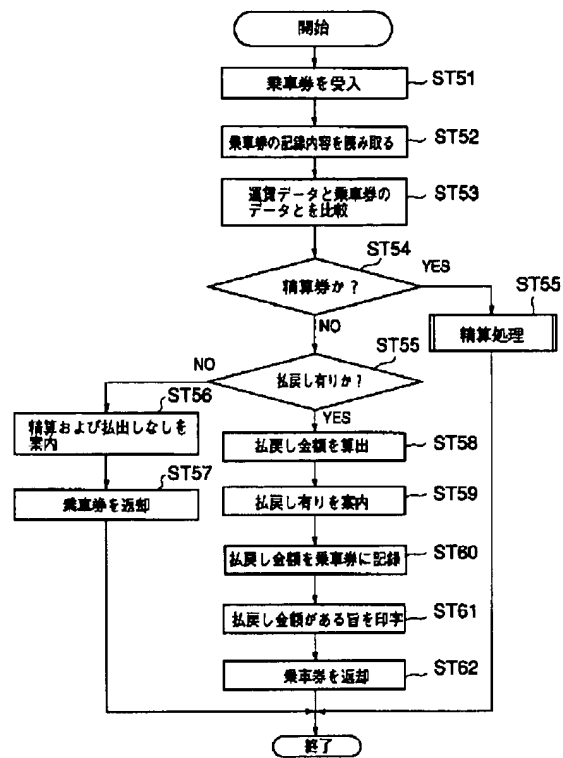 開始
乗車券を受入
ST51
乗車券の記録内容を読み取る
ST52
運賃データと乗車券の
データとを比較
ST53
ST54
精算券か?
YES
NO
ST55
精算処理
ST55
払戻し有りか?
NO
YES
ST56
精算および払出しなしを
案内
ST57
乗車券を返却
払戻し金額を算出
ST58
払戻し有りを案内
ST59
払戻し金額を乗車券に記録
ST60
払戻し金額がある旨を印字
ST61
乗車券を返却
ST62
終了